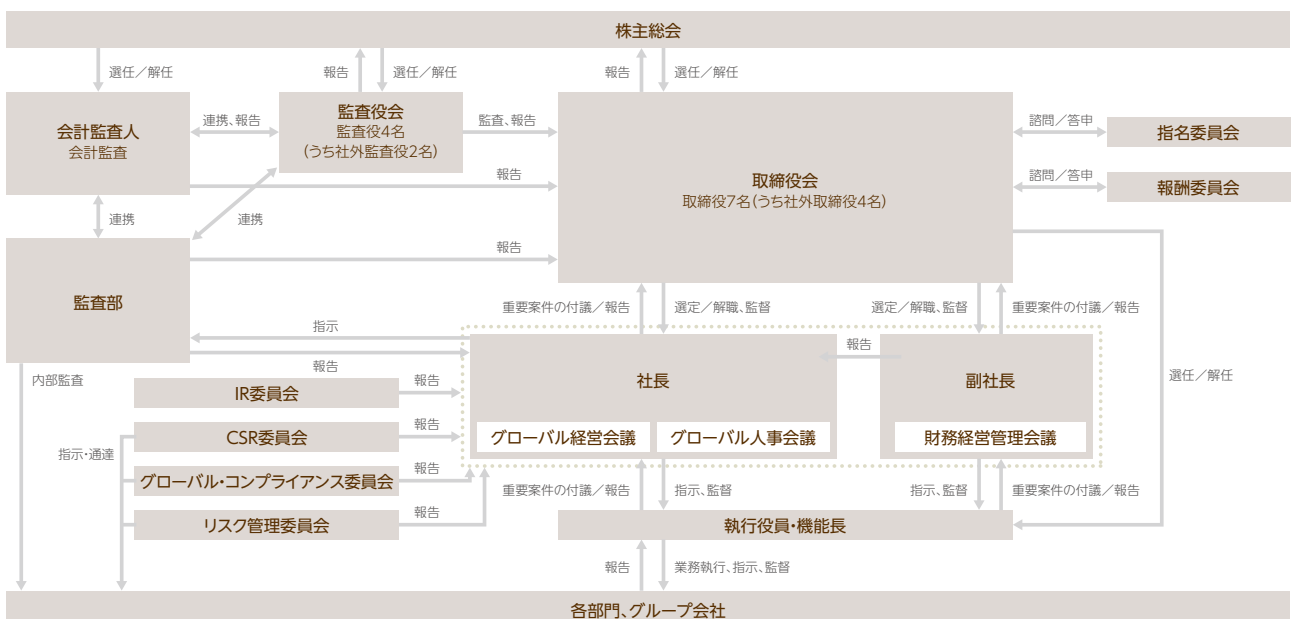 株主総会
選任／解任
報告
選任／解任
報告
選任／解任
会計監査人
会計監査
連携、報告
監査役会
監査役4名
(うち社外監査役2名)
監査、報告
取締役会
取締役7名(うち社外取締役4名)
諮問／答申
指名委員会
諮問／答申
報酬委員会
報告
連携
連携
報告
監査部
重要案件の付議／報告
選定／解職、監督
選定／解職、監督
重要案件の付議／報告
指示
報告
報告
内部監査
社長
副社長
選任／解任
IR委員会
報告
CSR委員会
報告
グローバル経営会議
グローバル人事会議
財務経営管理会議
指示・通達
グローバル・コンプライアンス委員会
報告
重要案件の付議／報告
指示、監督
指示、監督
重要案件の付議／報告
リスク管理委員会
報告
執行役員・機能長
報告
業務執行、指示、監督
各部門、グループ会社